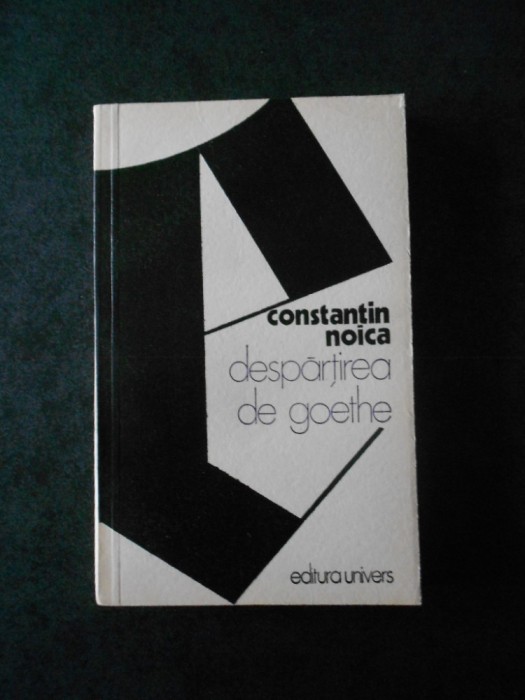 constantin
noica
despărțirea
de goethe
editura univers